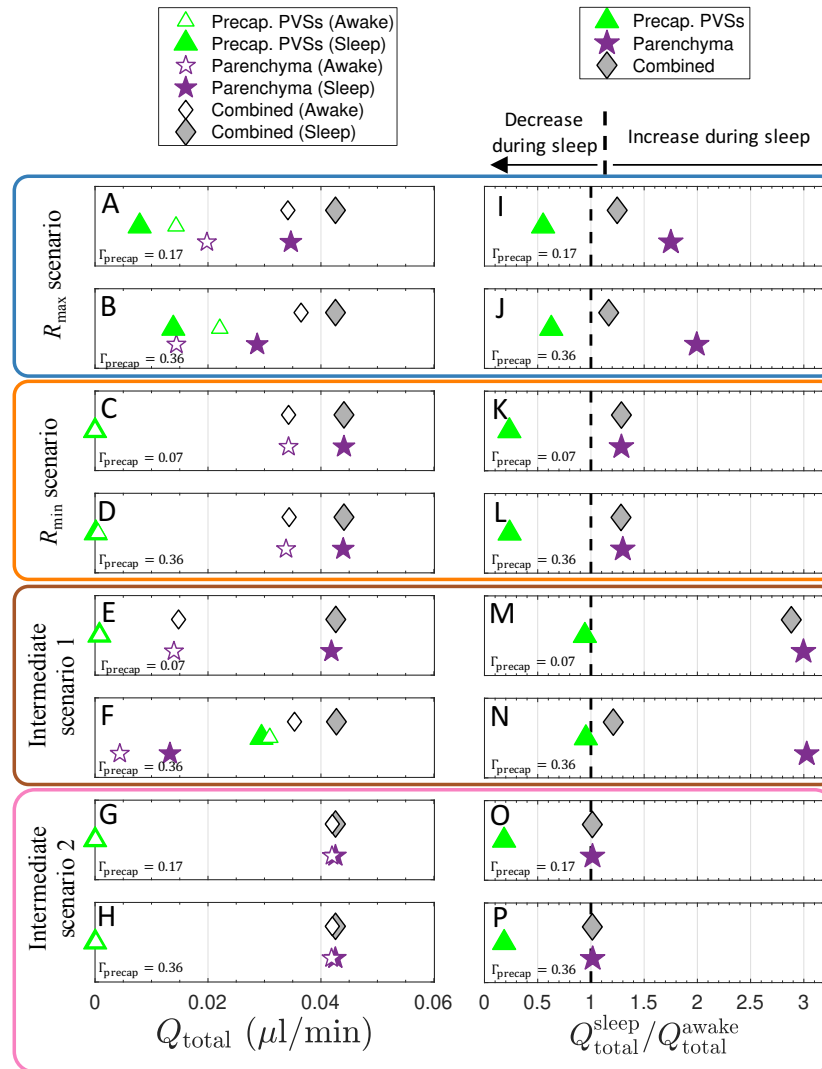 Precap. PVSs (Awake)
Precap. PVSs (Sleep)
Parenchyma (Awake)
Parenchyma (Sleep)
Combined (Awake)
Combined (Sleep)
Precap. PVSs
Parenchyma
Combined
Decrease
during sleep
Increase during sleep
R_max scenario
A
Γ_precap = 0.17
I
Γ_precap = 0.17
B
Γ_precap = 0.36
J
Γ_precap = 0.36
R_min scenario
C
Γ_precap = 0.07
K
Γ_precap = 0.07
D
Γ_precap = 0.36
L
Γ_precap = 0.36
Intermediate
scenario 1
E
Γ_precap = 0.07
M
Γ_precap = 0.07
F
Γ_precap = 0.36
N
Γ_precap = 0.36
Intermediate
scenario 2
G
Γ_precap = 0.17
O
Γ_precap = 0.17
H
Γ_precap = 0.36
P
Γ_precap = 0.36
0 0.02 0.04 0.06
0 0.5 1 1.5 2 2.5 3
Q_total (μl/min)
Q_total^sleep/Q_total^awake